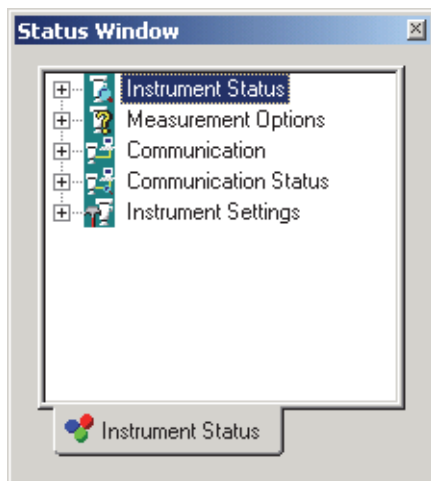 Status Window
Instrument Status
Measurement Options
Communication
Communication Status
Instrument Settings
Instrument Status